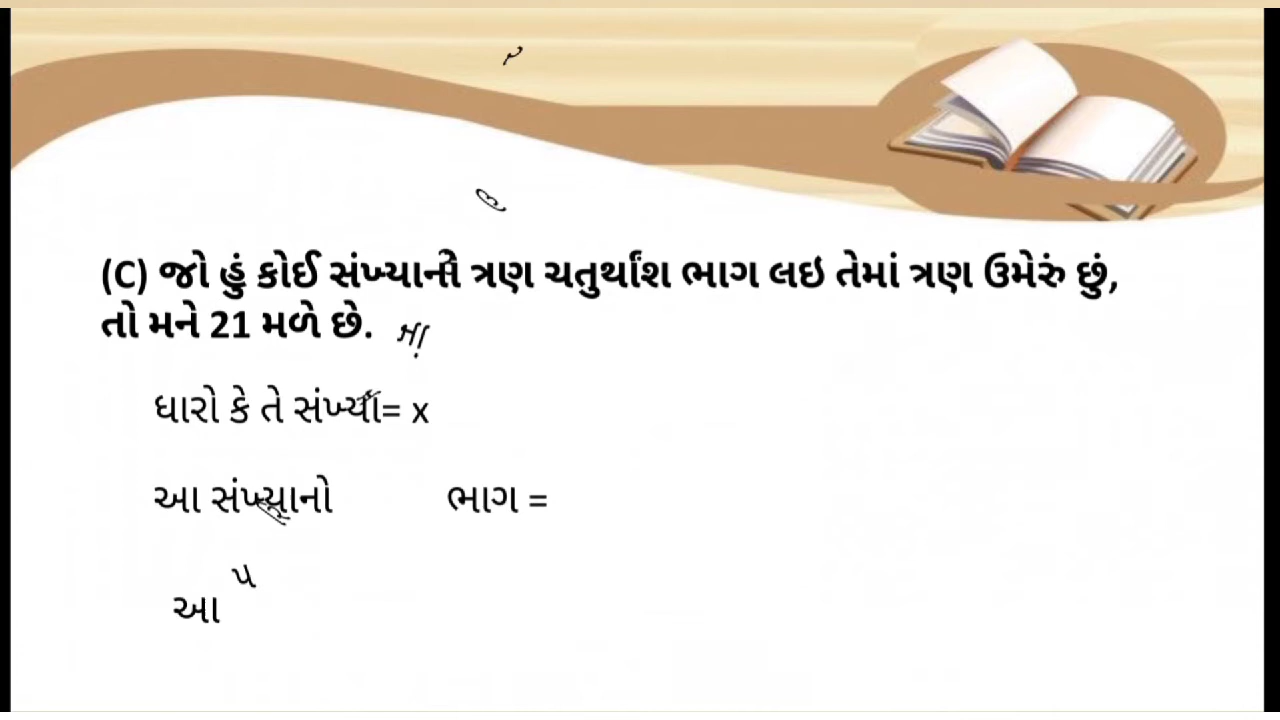 (C) જો હું કોઈ સંખ્યાનો ત્રણ ચતુર્થાંશ ભાગ લઇ તેમાં ત્રણ ઉમેરું છું,
તો મને 21 મળે છે.
ધારો કે તે સંખ્યા = x
આ સંખ્યાનો ભાગ =
પ
આ